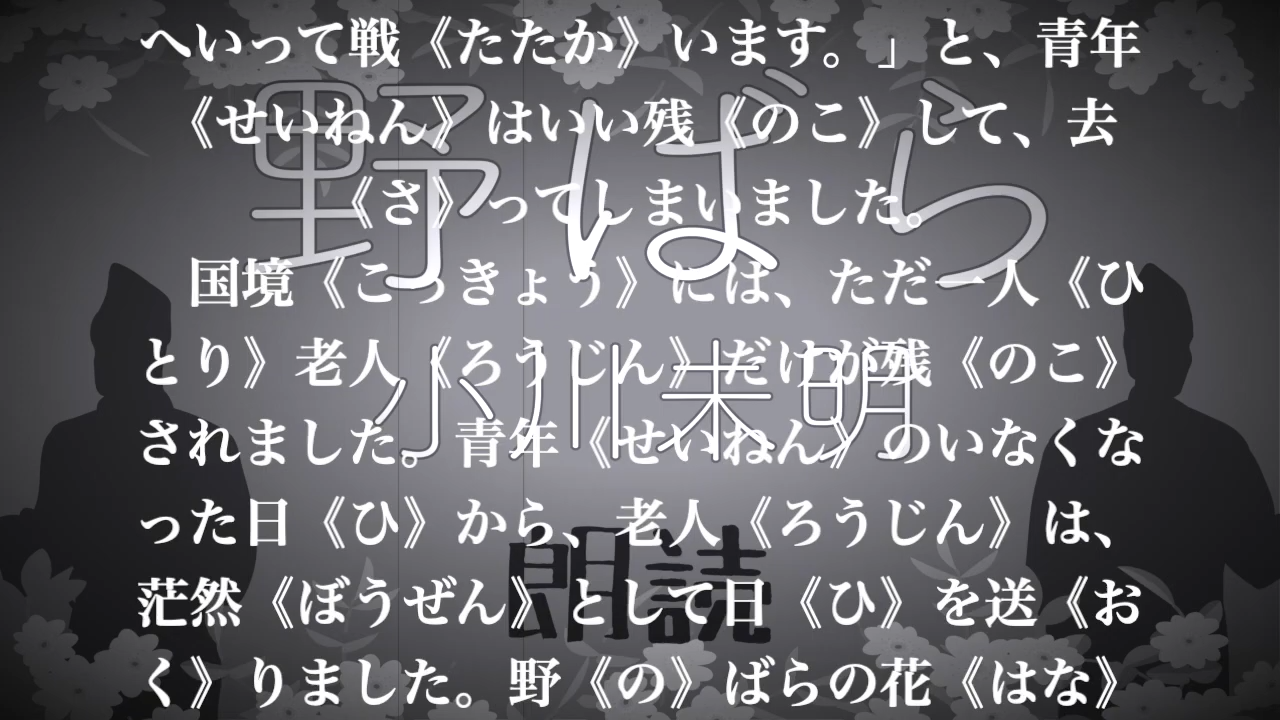 へいって戦《たたか》います。」と、青年
《せいねん》はいい残《のこ》して、去
《さ》ってしまいました。
国境《こっきょう》には、ただ一人《ひ
とり》老人《ろうじん》だけが残《のこ》
されました。青年《せいねん》のいなくな
った日《ひ》から、老人《ろうじん》は、
茫然《ぼうぜん》として日《ひ》を送《お
く》りました。野《の》ばらの花《はな》
野ばら
小川未明
朗読